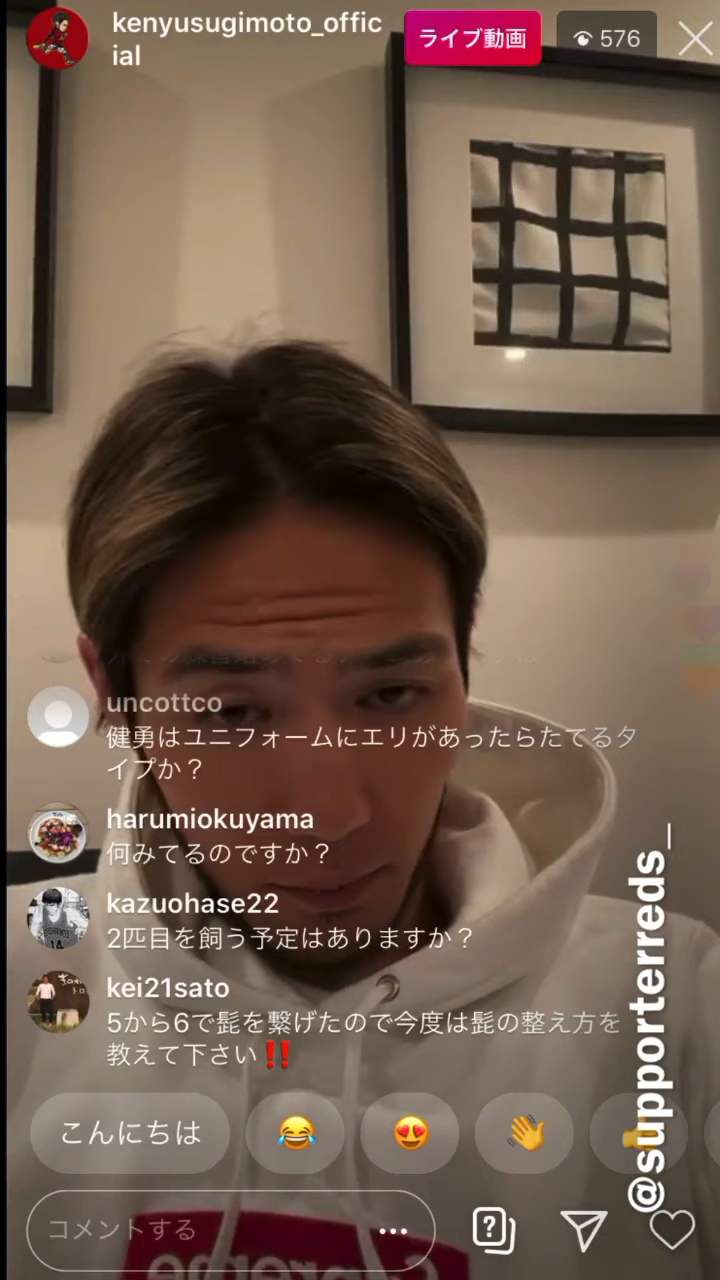 kenyusugimoto_offic
ial
ライブ動画
576
uncottco
健勇はユニフォームにエリがあったらたてるタ
イプか？
harumiokuyama
何みてるのですか？
kazuohase22
2匹目を飼う予定はありますか？
kei21sato
5から6で髭を繋げたので今度は髭の整え方を
教えて下さい‼️
こんにちは
コメントする
@supporterreds_